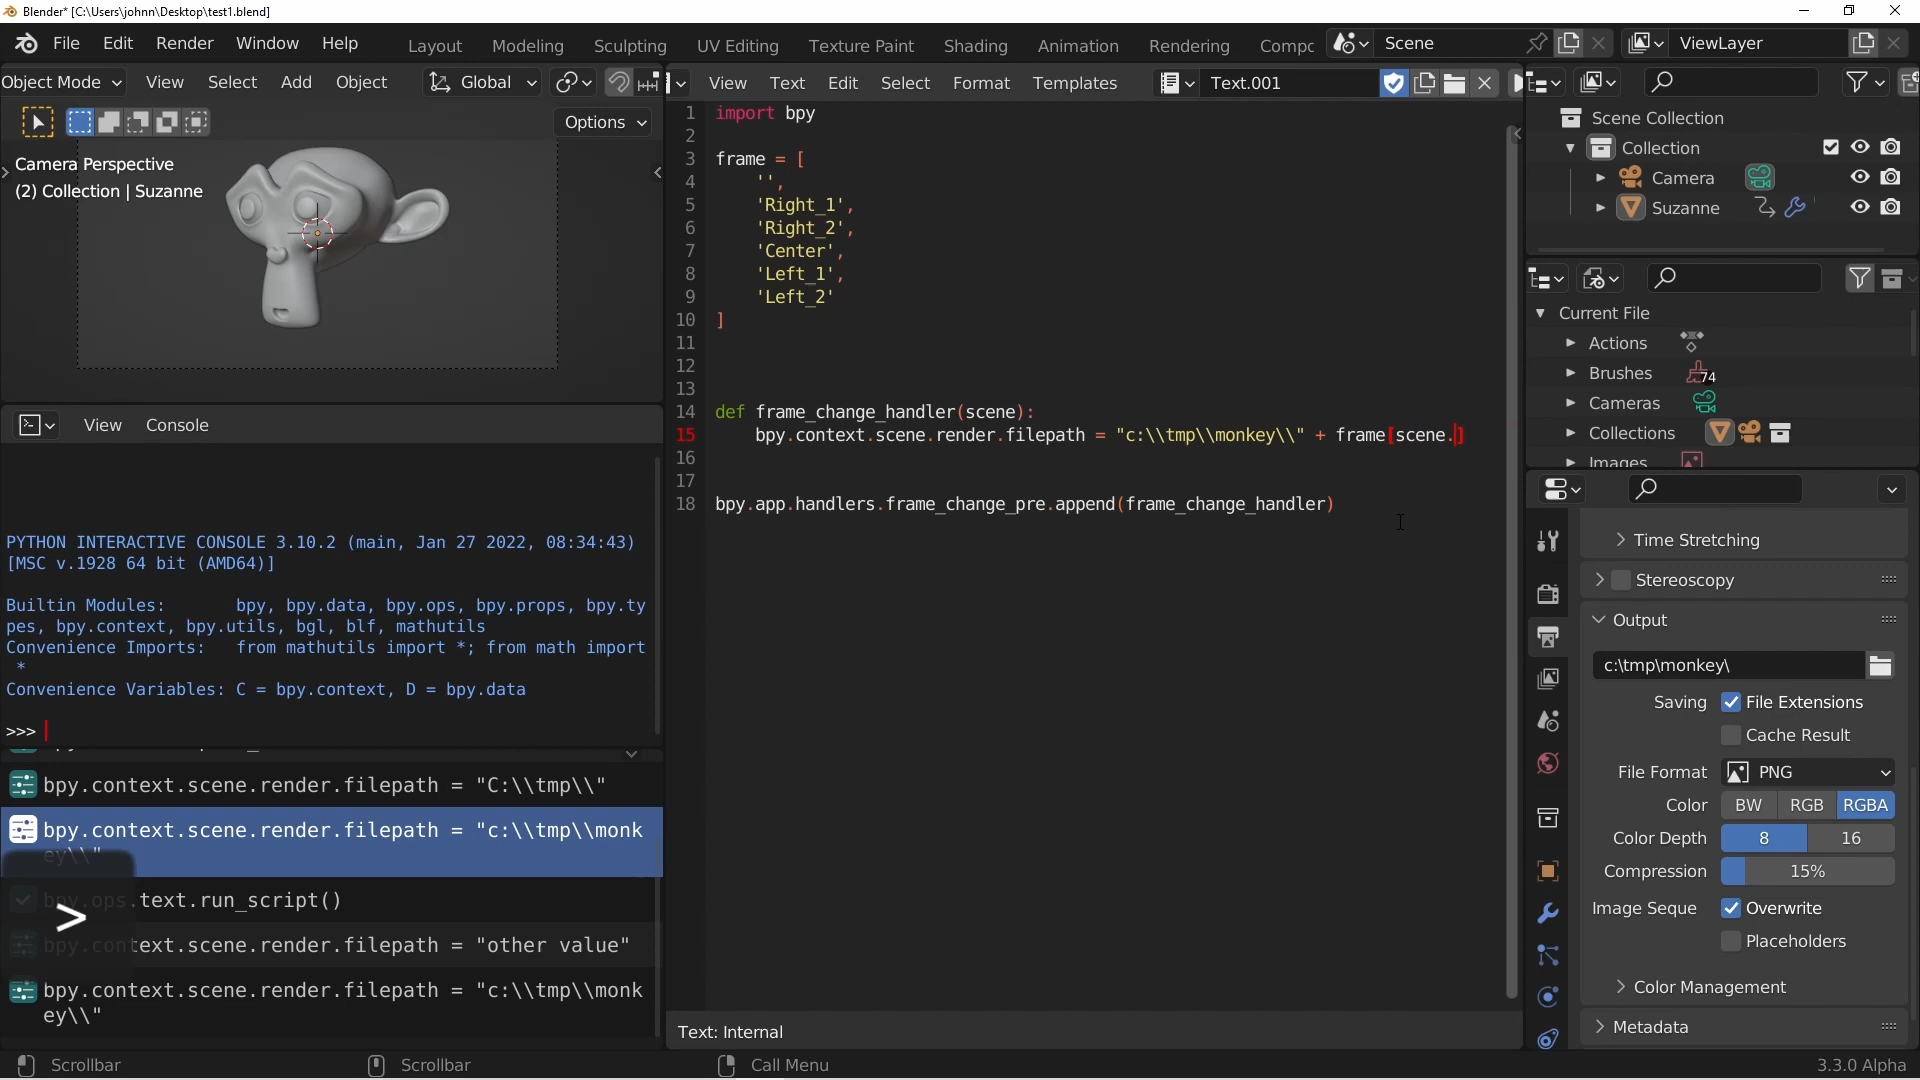 Blender* [C:\Users\johnn\Desktop\test1.blend]
File Edit Render Window Help Layout Modeling Sculpting UV Editing Texture Paint Shading Animation Rendering Compc Scene ViewLayer
Object Mode View Select Add Object Global
Options
Camera Perspective
(2) Collection | Suzanne
View Console
PYTHON INTERACTIVE CONSOLE 3.10.2 (main, Jan 27 2022, 08:34:43)
[MSC v.1928 64 bit (AMD64)]
Builtin Modules: bpy, bpy.data, bpy.ops, bpy.props, bpy.ty
pes, bpy.context, bpy.utils, bgl, blf, mathutils
Convenience Imports: from mathutils import *; from math import
*
Convenience Variables: C = bpy.context, D = bpy.data
>>>
bpy.context.scene.render.filepath = "C:\\tmp\\"
bpy.context.scene.render.filepath = "c:\\tmp\\monk
ey\\"
bpy.ops.text.run_script()
>
bpy.context.scene.render.filepath = "other value"
bpy.context.scene.render.filepath = "c:\\tmp\\monk
ey\\"
View Text Edit Select Format Templates Text.001
1 import bpy
2
3 frame = [
4 '',
5 'Right_1',
6 'Right_2',
7 'Center',
8 'Left_1',
9 'Left_2'
10 ]
11
12
13
14 def frame_change_handler(scene):
15 bpy.context.scene.render.filepath = "c:\\tmp\\monkey\\" + frame[scene.]
16
17
18 bpy.app.handlers.frame_change_pre.append(frame_change_handler)
Text: Internal
Scene Collection
Collection
Camera
Suzanne
Current File
Actions
Brushes 74
Cameras
Collections
Images
Time Stretching
Stereoscopy
Output
c:\tmp\monkey\
Saving File Extensions
Cache Result
File Format PNG
Color BW RGB RGBA
Color Depth 8 16
Compression 15%
Image Seque Overwrite
Placeholders
Color Management
Metadata
Scrollbar Scrollbar Call Menu 3.3.0 Alpha